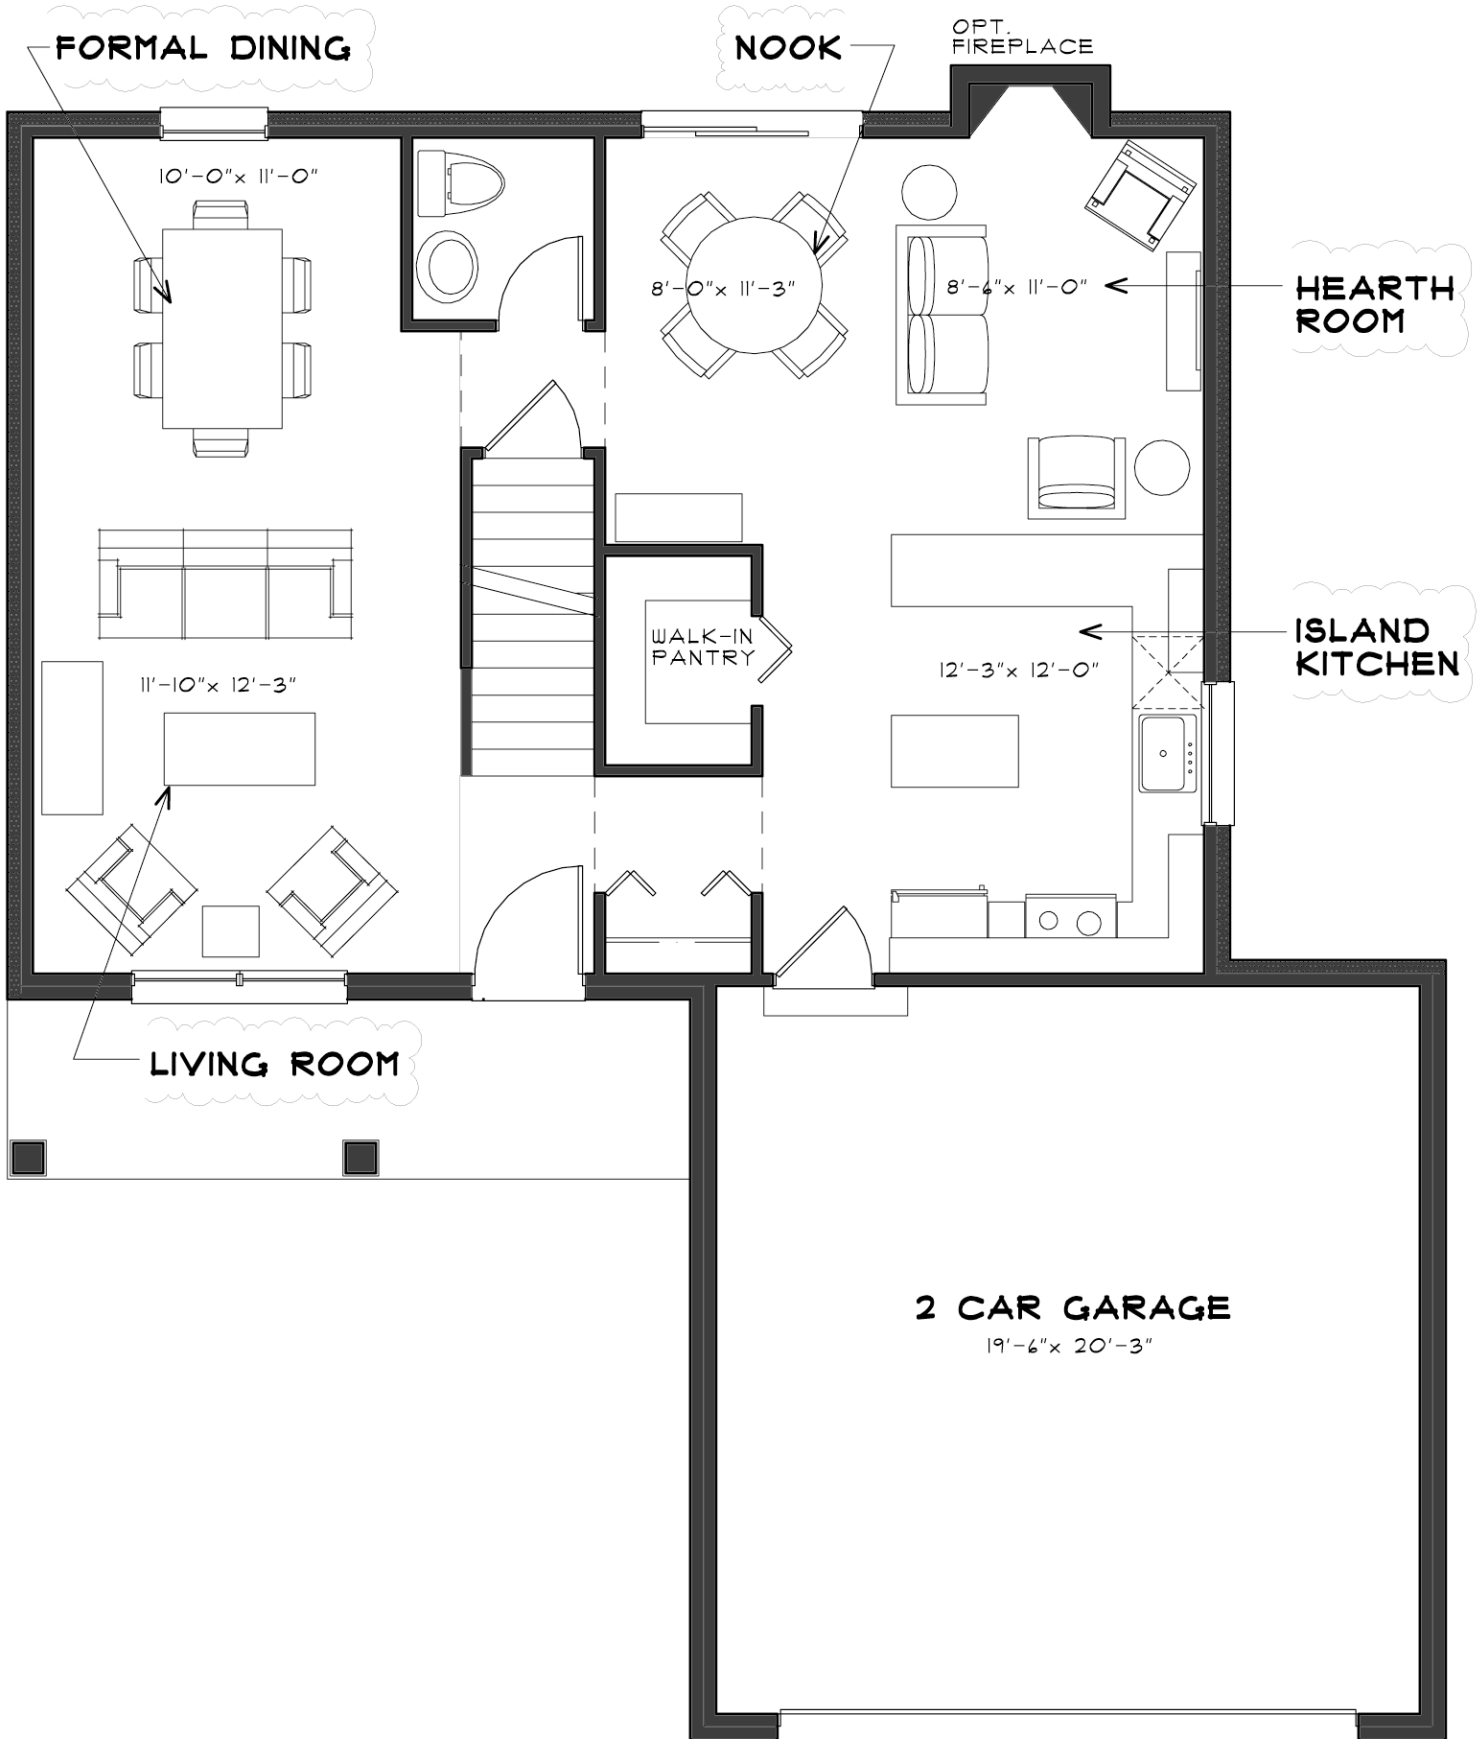 FORMAL DINING
NOOK
OPT.
FIREPLACE
10'-0"x 11'-0"
8'-0"x 11'-3"
8'-6"x 11'-0"
HEARTH
ROOM
WALK-IN
PANTRY
ISLAND
KITCHEN
11'-10"x 12'-3"
12'-3"x 12'-0"
LIVING ROOM
2 CAR GARAGE
19'-6"x 20'-3"